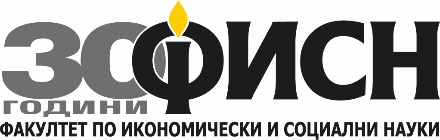 30 ФИСН
ГОДИНИ
ФАКУЛТЕТ ПО ИКОНОМИЧЕСКИ И СОЦИАЛНИ НАУКИ